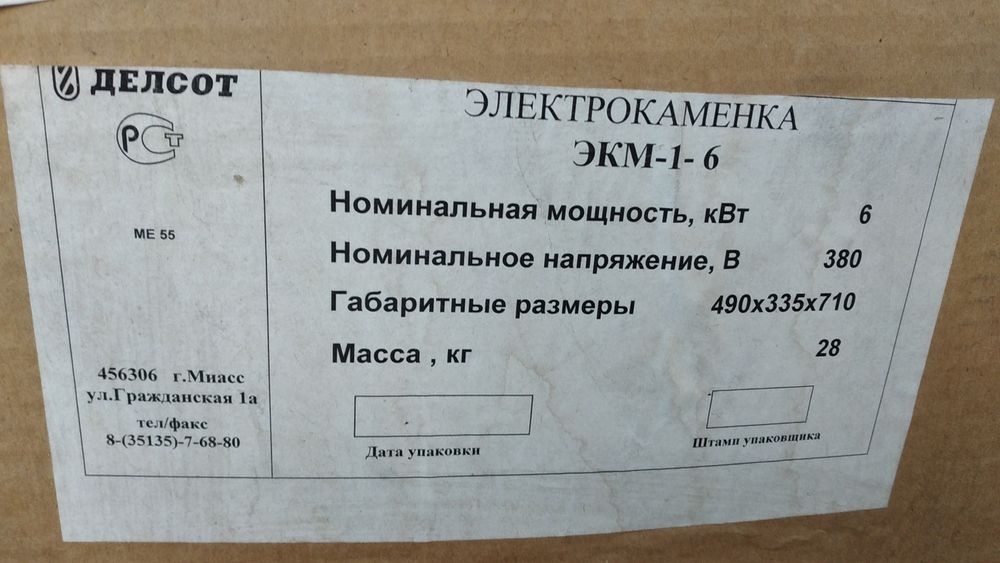 ДЕЛСОТ
РСТ
МЕ 55
456306 г.Миасс
ул.Гражданская 1а
тел/факс
8-(35135)-7-68-80
ЭЛЕКТРОКАМЕНКА
ЭКМ-1- 6
Номинальная мощность, кВт 6
Номинальное напряжение, В 380
Габаритные размеры 490х335х710
Масса , кг 28
Дата упаковки
Штамп упаковщика